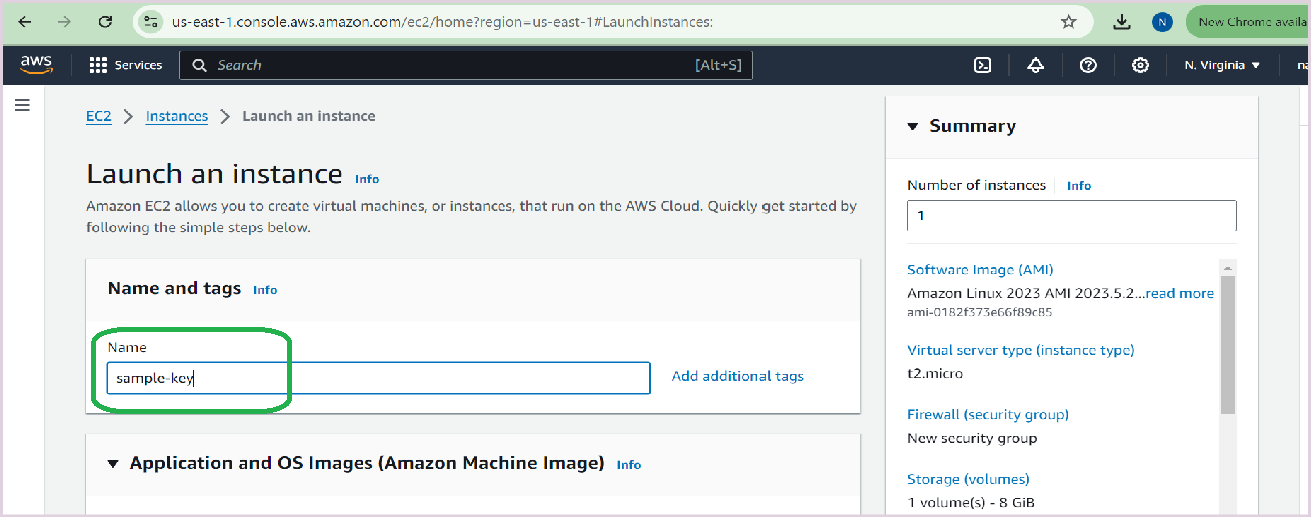 us-east-1.console.aws.amazon.com/ec2/home?region=us-east-1#LaunchInstances:
N
New Chrome availa
aws
Services
Search
[Alt+S]
N. Virginia
na
EC2
Instances
Launch an instance
Launch an instance Info
Amazon EC2 allows you to create virtual machines, or instances, that run on the AWS Cloud. Quickly get started by
following the simple steps below.
Name and tags Info
Name
sample-key
Add additional tags
Application and OS Images (Amazon Machine Image) Info
Summary
Number of instances Info
1
Software Image (AMI)
Amazon Linux 2023 AMI 2023.5.2...read more
ami-0182f373e66f89c85
Virtual server type (instance type)
t2.micro
Firewall (security group)
New security group
Storage (volumes)
1 volume(s) - 8 GiB